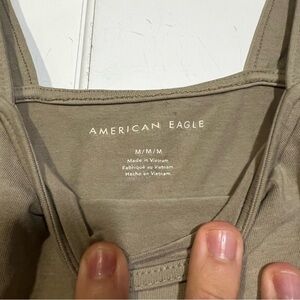 AMERICAN EAGLE
M/M/M
Made in Vietnam
Fabriqué au Vietnam
Hecho en Vietnam